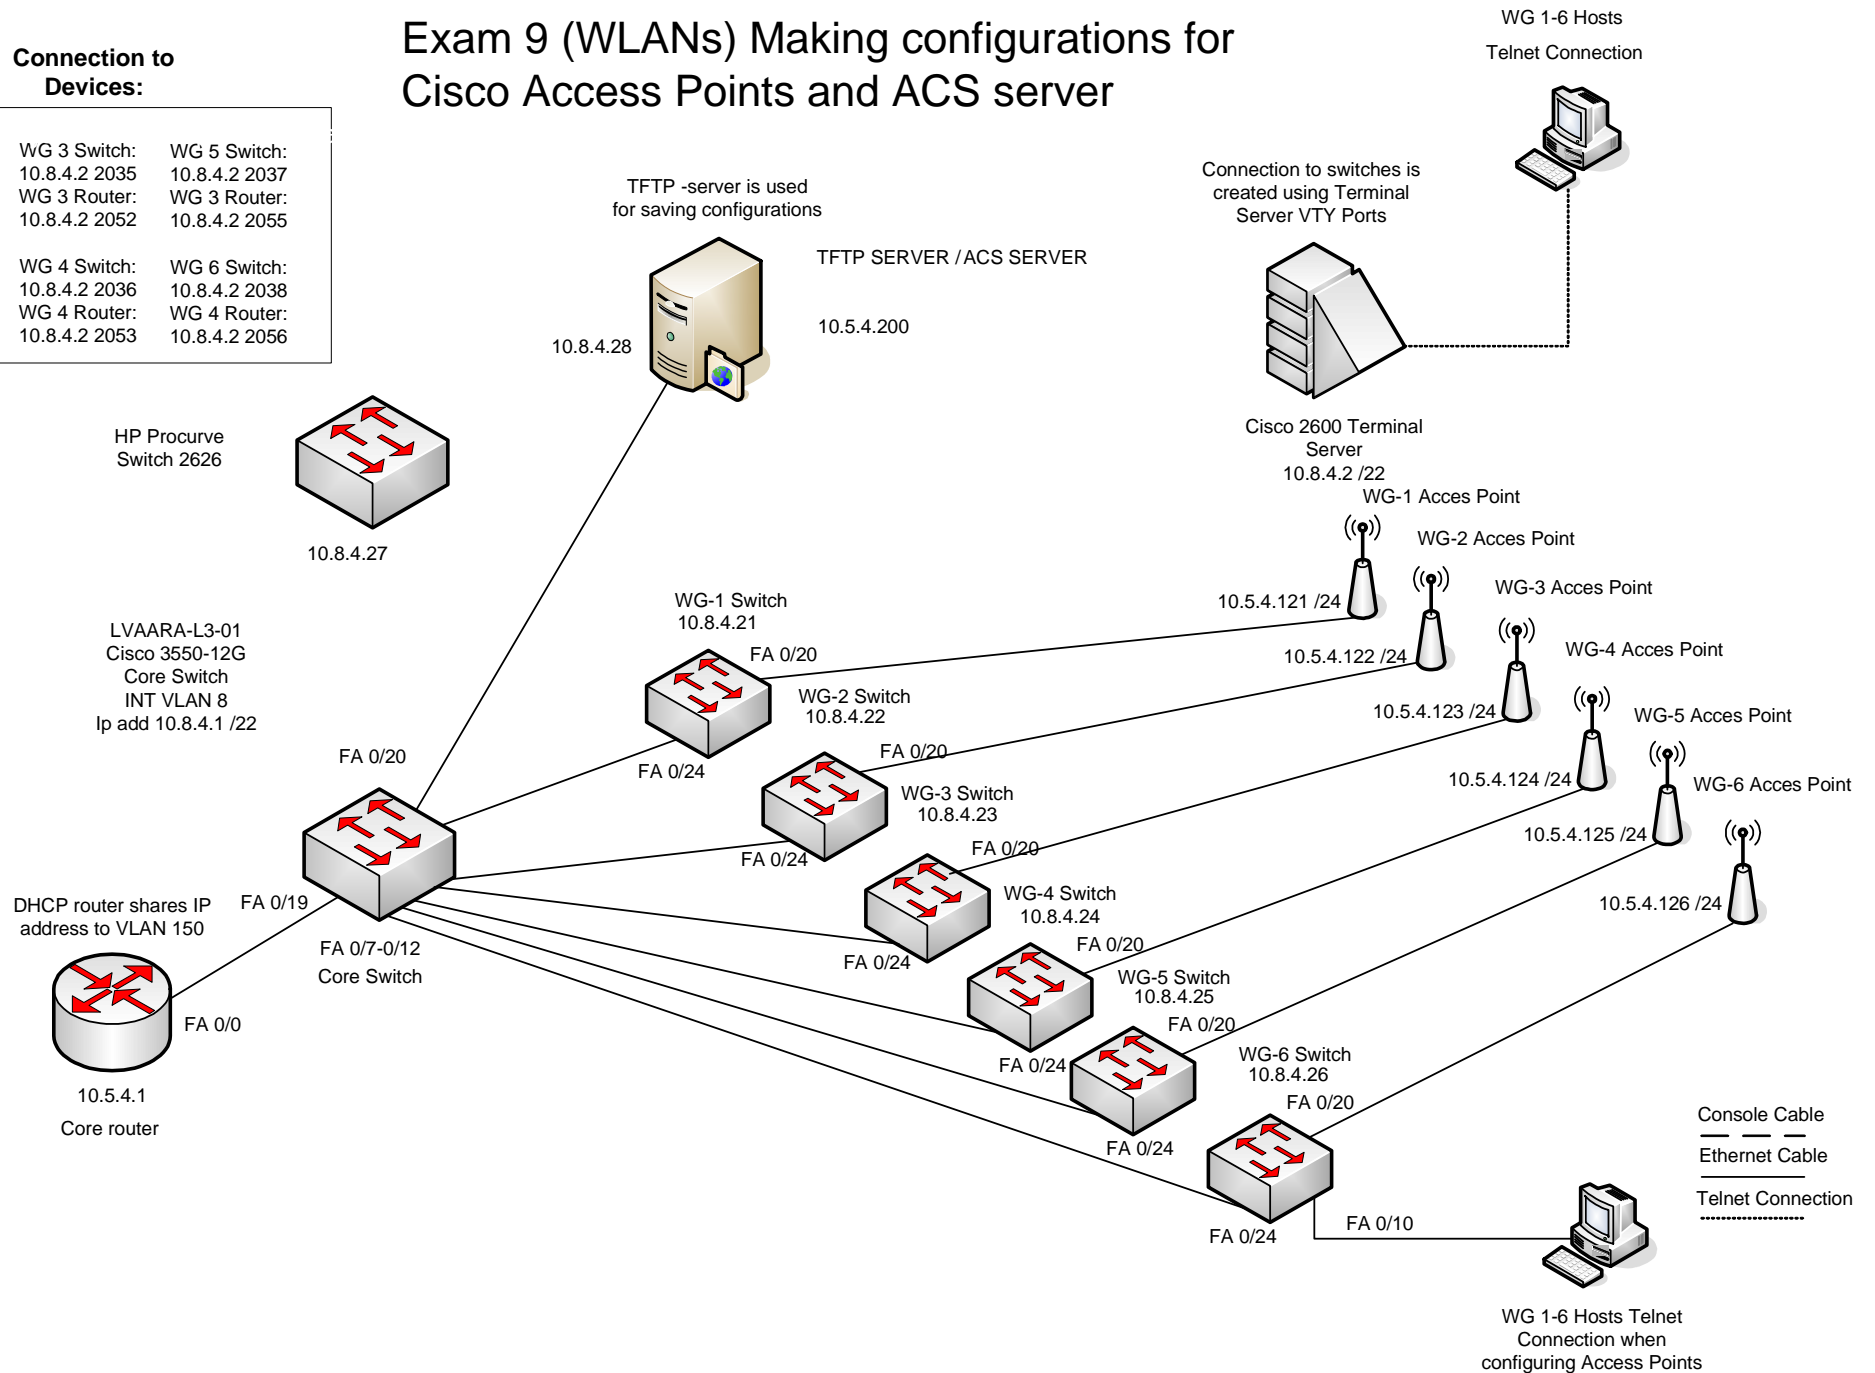 Exam 9 (WLANs) Making configurations for
Cisco Access Points and ACS server
Connection to
Devices:
WG 3 Switch:
10.8.4.2 2035
WG 3 Router:
10.8.4.2 2052
WG 4 Switch:
10.8.4.2 2036
WG 4 Router:
10.8.4.2 2053
WG 5 Switch:
10.8.4.2 2037
WG 3 Router:
10.8.4.2 2055
WG 6 Switch:
10.8.4.2 2038
WG 4 Router:
10.8.4.2 2056
WG 1-6 Hosts
Telnet Connection
TFTP -server is used
for saving configurations
TFTP SERVER / ACS SERVER
10.5.4.200
10.8.4.28
Connection to switches is
created using Terminal
Server VTY Ports
Cisco 2600 Terminal
Server
10.8.4.2 /22
HP Procurve
Switch 2626
10.8.4.27
LVAARA-L3-01
Cisco 3550-12G
Core Switch
INT VLAN 8
Ip add 10.8.4.1 /22
FA 0/20
FA 0/19
FA 0/7-0/12
Core Switch
DHCP router shares IP
address to VLAN 150
FA 0/0
10.5.4.1
Core router
WG-1 Switch
10.8.4.21
FA 0/20
FA 0/24
WG-2 Switch
10.8.4.22
FA 0/20
FA 0/24
WG-3 Switch
10.8.4.23
FA 0/20
FA 0/24
WG-4 Switch
10.8.4.24
FA 0/20
FA 0/24
WG-5 Switch
10.8.4.25
FA 0/20
FA 0/24
WG-6 Switch
10.8.4.26
FA 0/20
FA 0/24
FA 0/10
WG-1 Acces Point
10.5.4.121 /24
WG-2 Acces Point
10.5.4.122 /24
WG-3 Acces Point
10.5.4.123 /24
WG-4 Acces Point
10.5.4.124 /24
WG-5 Acces Point
10.5.4.125 /24
WG-6 Acces Point
10.5.4.126 /24
Console Cable
Ethernet Cable
Telnet Connection
WG 1-6 Hosts Telnet
Connection when
configuring Access Points